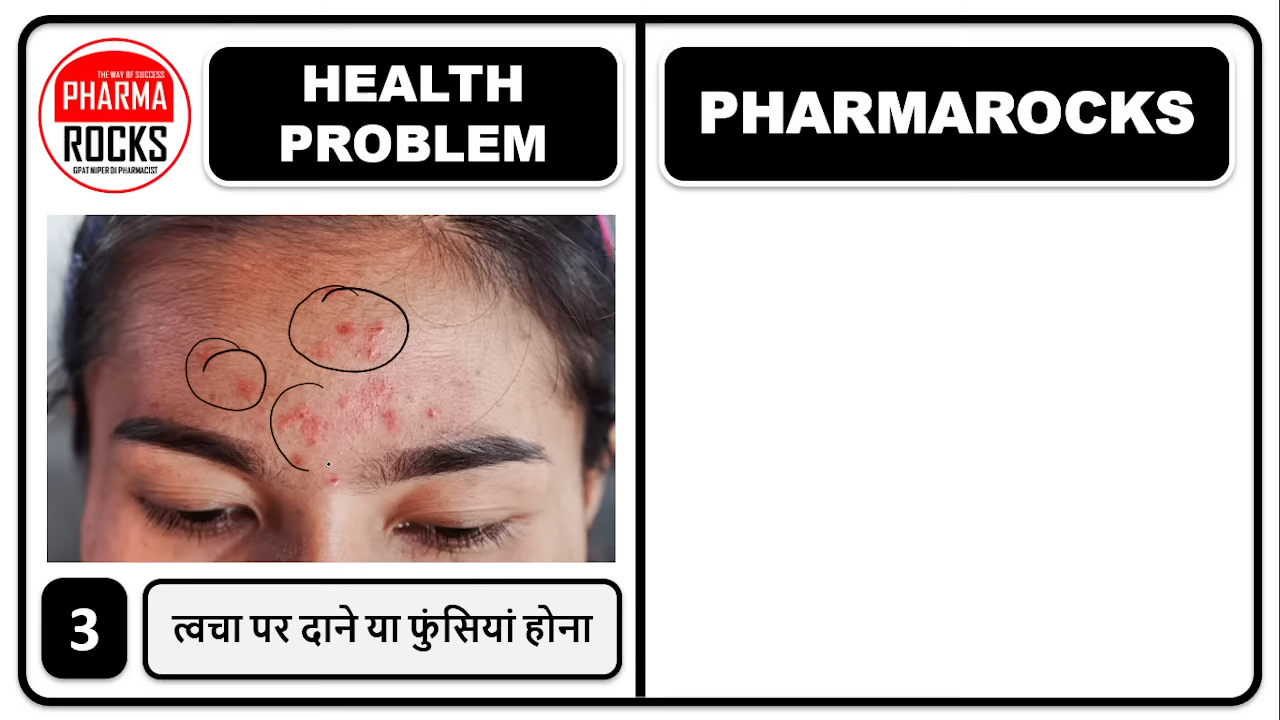 THE WAY OF SUCCESS
PHARMA
ROCKS
GPAT NIPER DI PHARMACIST
HEALTH
PROBLEM
PHARMAROCKS
3
त्वचा पर दाने या फुंसियां होना